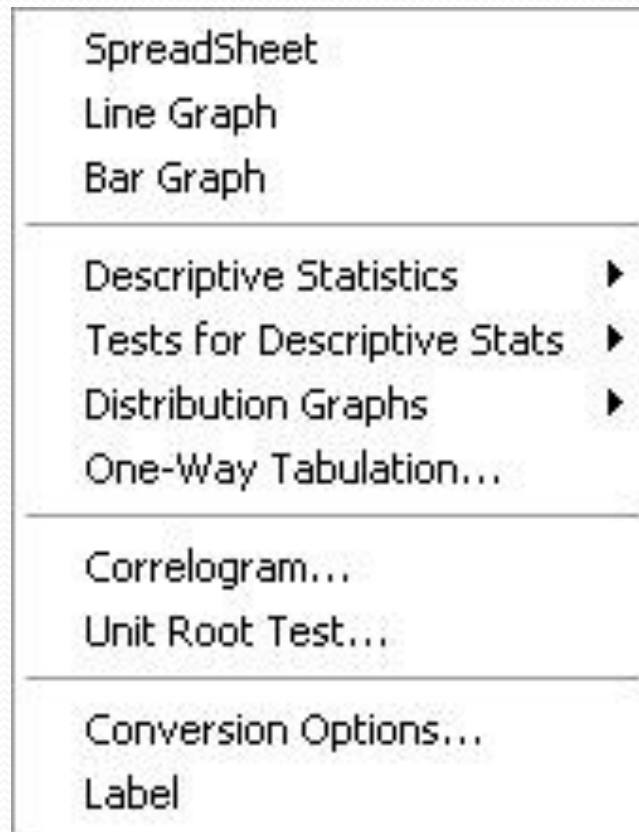 SpreadSheet
Line Graph
Bar Graph
Descriptive Statistics
Tests for Descriptive Stats
Distribution Graphs
One-Way Tabulation...
Correlogram...
Unit Root Test...
Conversion Options...
Label